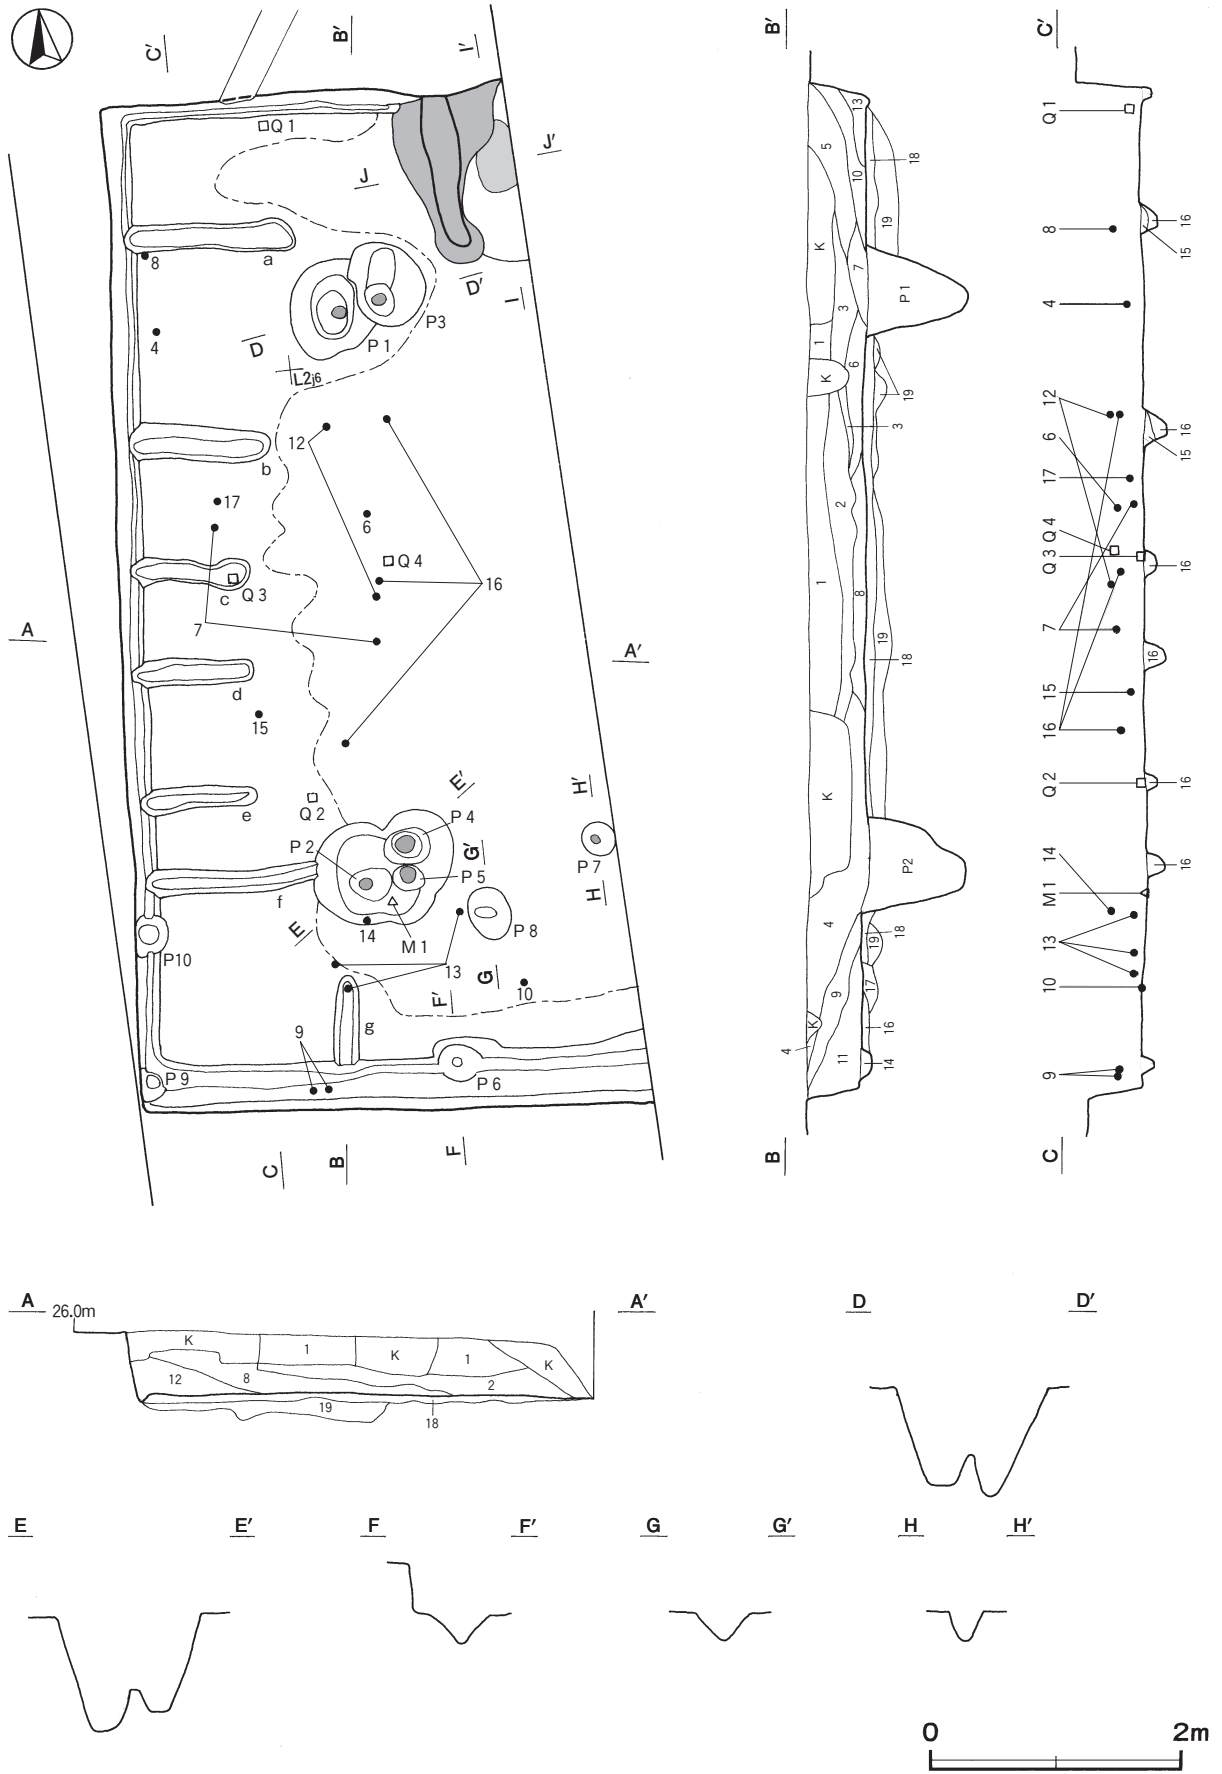 C′
B′
I′
Q1
J
J′
8
a
D′
I
4
D
P1
P3
L2j6
12
b
17
6
Q4
16
c
Q3
7
A
A′
d
15
e
Q2
E′
H′
P2
P4
G′
P5
P7
H
f
E
14
M1
P8
P10
13
G
10
F′
g
9
P9
P6
C
B
F
B′
13
5
18
10
K
19
7
P1
3
1
6
K
19
3
2
1
8
19
18
K
P2
4
18
19
9
17
K
16
4
11
14
B
C′
Q1
8
16
15
4
12
6
16
15
17
Q4
Q3
16
7
16
15
16
Q2
16
14
16
M1
13
10
9
C
A
26.0m
A′
K
1
K
1
K
12
8
2
19
18
D
D′
E
E′
F
F′
G
G′
H
H′
0
2m